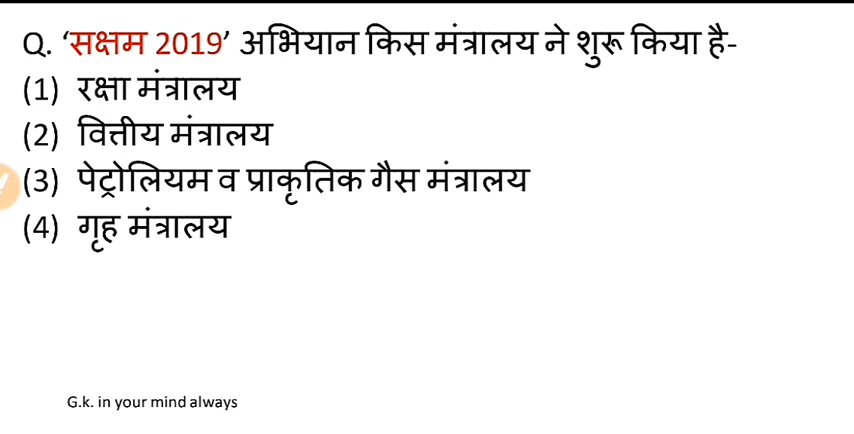 Q. ‘सक्षम 2019’ अभियान किस मंत्रालय ने शुरू किया है-
(1) रक्षा मंत्रालय
(2) वित्तीय मंत्रालय
(3) पेट्रोलियम व प्राकृतिक गैस मंत्रालय
(4) गृह मंत्रालय
G.k. in your mind always